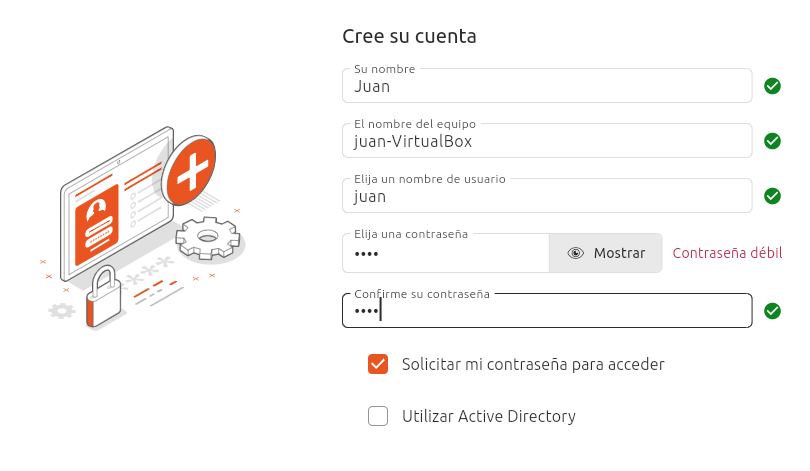 Cree su cuenta
Su nombre
Juan
El nombre del equipo
juan-VirtualBox
Elija un nombre de usuario
juan
Elija una contraseña
••••
Mostrar
Contraseña débil
Confirme su contraseña
••••
Solicitar mi contraseña para acceder
Utilizar Active Directory